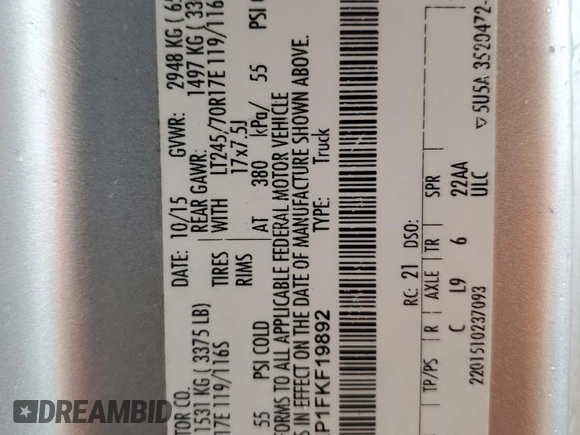 TOR CO.
DATE: 10/15 GVWR: 2948 KG ( 65
1531 KG ( 3375 LB) REAR GAWR: 1497 KG ( 330
17E 119/116S TIRES WITH LT245/70R17E 119/116
RIMS 17x7.5J
55 PSI COLD AT 380 kPa/ 55 PSI C
FORMS TO ALL APPLICABLE FEDERAL MOTOR VEHICLE
S IN EFFECT ON THE DATE OF MANUFACTURE SHOWN ABOVE.
P1FKF19892 TYPE: Truck
RC: 21 DSO:
TP/PS R AXLE TR SPR
C L9 6 22AA
2201510237093 ULC
▽ 5U5A 3520472-
DREAMBID